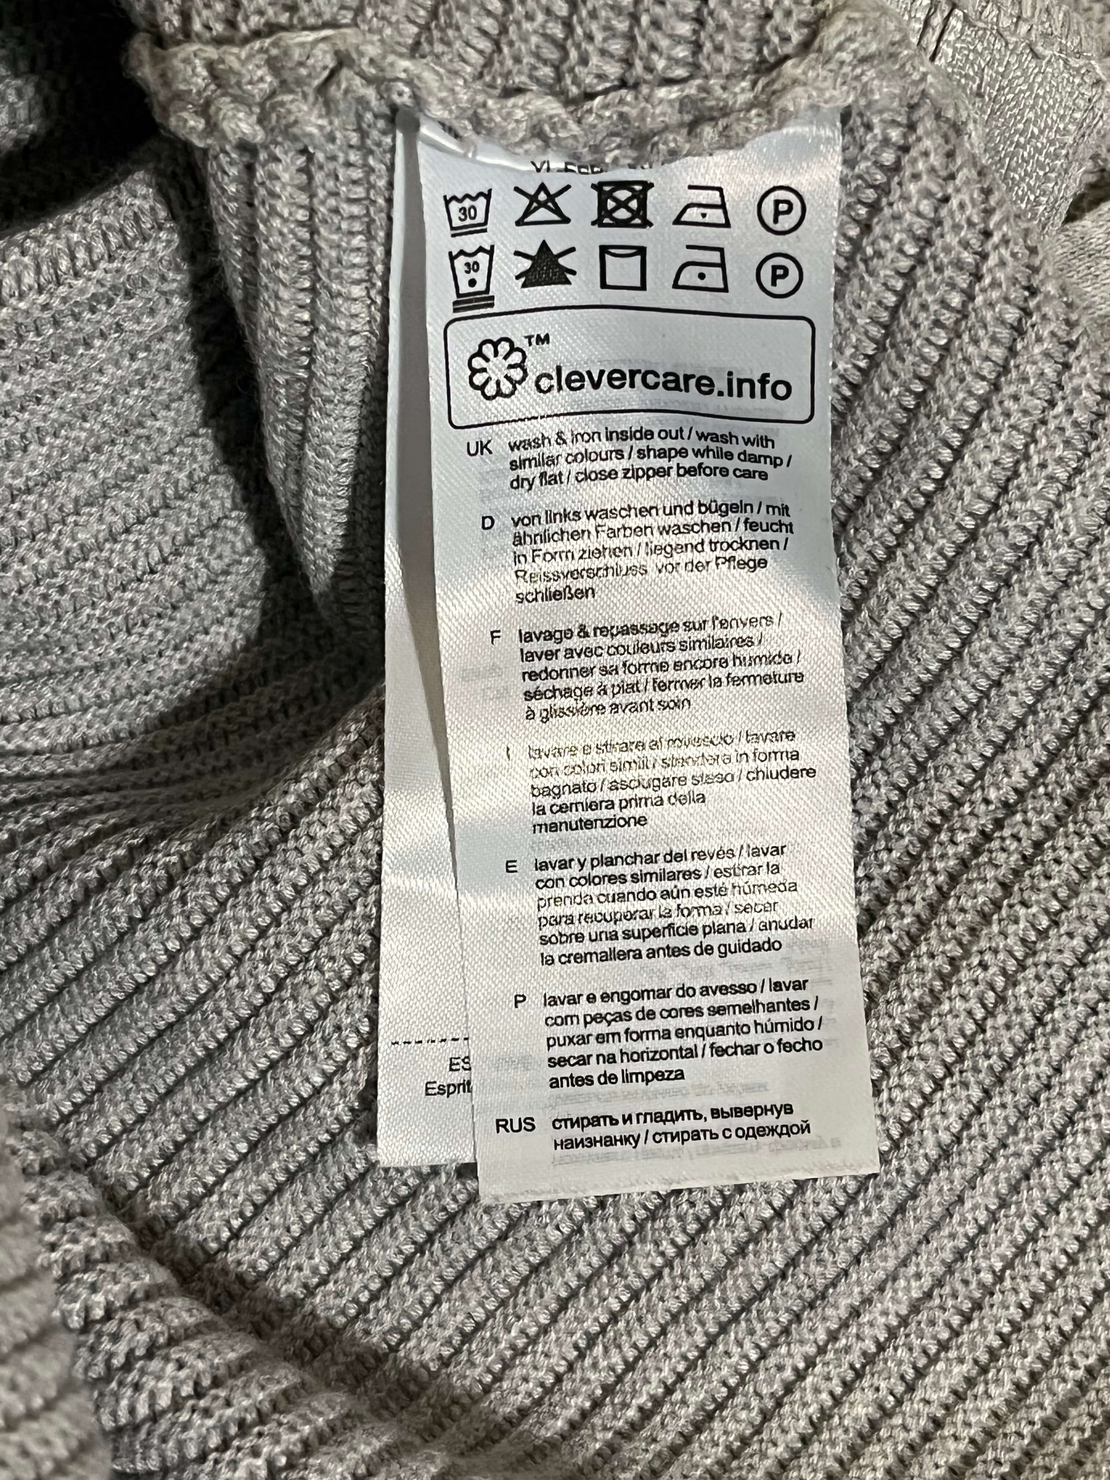 30
P
30
P
TM
clevercare.info
UK wash & iron inside out / wash with
similar colours / shape while damp /
dry flat / close zipper before care
D von links waschen und bügeln / mit
ähnlichen Farben waschen / feucht
in Form ziehen / liegend trocknen /
Reissverschluss vor der Pflege
schließen
F lavage & repassage sur l'envers /
laver avec couleurs similaires /
redonner sa forme encore humide /
séchage à plat / fermer la fermeture
à glissière avant soin
I lavare e stirare al rovescio / lavare
con colori simili / stendere in forma
bagnato / asciugare steso / chiudere
la cerniera prima della
manutenzione
E lavar y planchar del revés / lavar
con colores similares / estirar la
prenda cuando aún esté húmeda
para recuperar la forma / secar
sobre una superficie plana / anudar
la cremallera antes de guidado
P lavar e engomar do avesso / lavar
com peças de cores semelhantes /
puxar em forma enquanto húmido /
secar na horizontal / fechar o fecho
antes de limpeza
RUS стирать и гладить, вывернув
наизнанку / стирать с одеждой
ES
Esprit